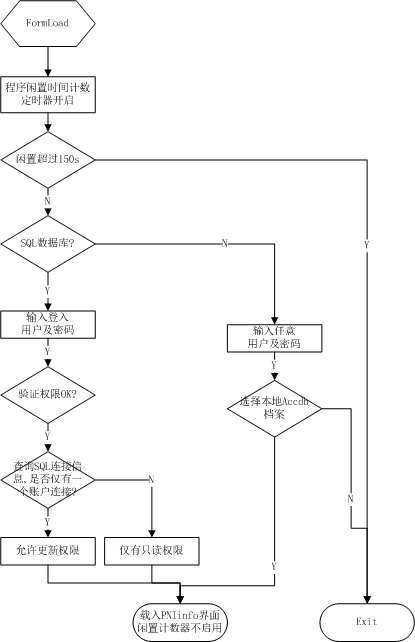 FormLoad
程序闲置时间计数
定时器开启
闲置超过150s
N
Y
SQL数据库?
N
Y
输入登入
用户及密码
输入任意
用户及密码
Y
Y
验证权限OK?
选择本地Accdb
档案
Y
查询SQL连接信
息,是否仅有一
个账户连接?
N
N
Y
允许更新权限
仅有只读权限
Y
载入PNIinfo界面
闲置计数器不启用
Exit